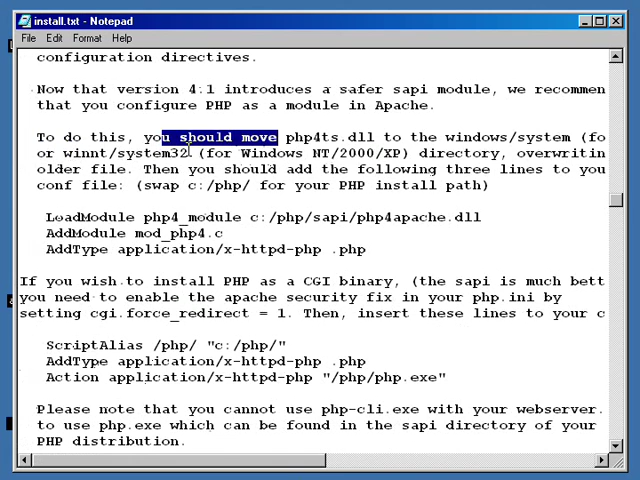 install.txt - Notepad
File Edit Format Help
configuration directives.
Now that version 4.1 introduces a safer sapi module, we recommen
that you configure PHP as a module in Apache.
To do this, you should move php4ts.dll to the windows/system (fo
or winnt/system32 (for Windows NT/2000/XP) directory, overwritin
older file. Then you should add the following three lines to you
conf file: (swap c:/php/ for your PHP install path)
LoadModule php4_module c:/php/sapi/php4apache.dll
AddModule mod_php4.c
AddType application/x-httpd-php .php
If you wish to install PHP as a CGI binary, (the sapi is much bett
you need to enable the apache security fix in your php.ini by
setting cgi.force_redirect = 1. Then, insert these lines to your c
ScriptAlias /php/ "c:/php/"
AddType application/x-httpd-php .php
Action application/x-httpd-php "/php/php.exe"
Please note that you cannot use php-cli.exe with your webserver.
to use php.exe which can be found in the sapi directory of your
PHP distribution.